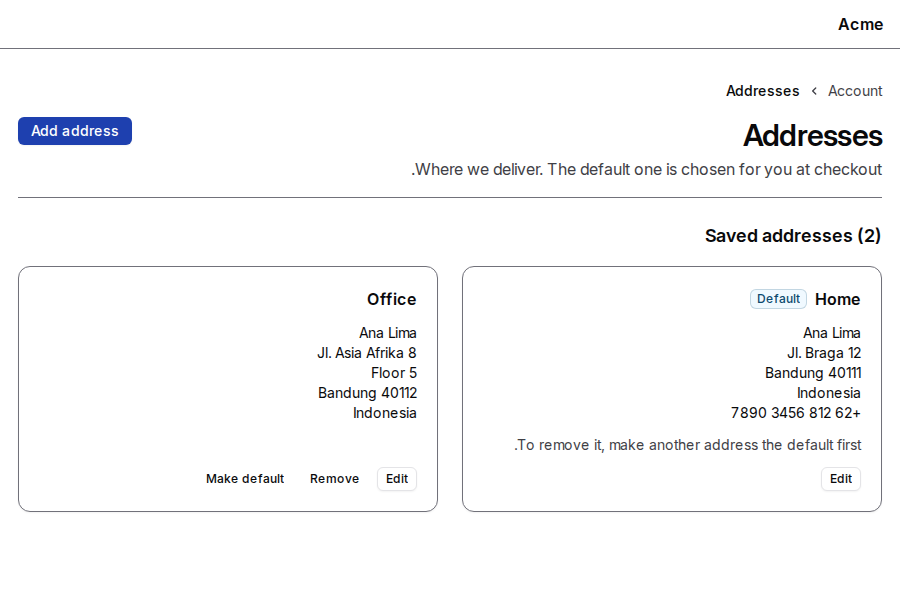 Acme
Account ‹ Addresses
Addresses
.Where we deliver. The default one is chosen for you at checkout
Add address
Saved addresses (2)
Home Default
Ana Lima
Jl. Braga 12
Bandung 40111
Indonesia
7890 3456 812 62+
.To remove it, make another address the default first
Edit
Office
Ana Lima
Jl. Asia Afrika 8
Floor 5
Bandung 40112
Indonesia
Edit Remove Make default